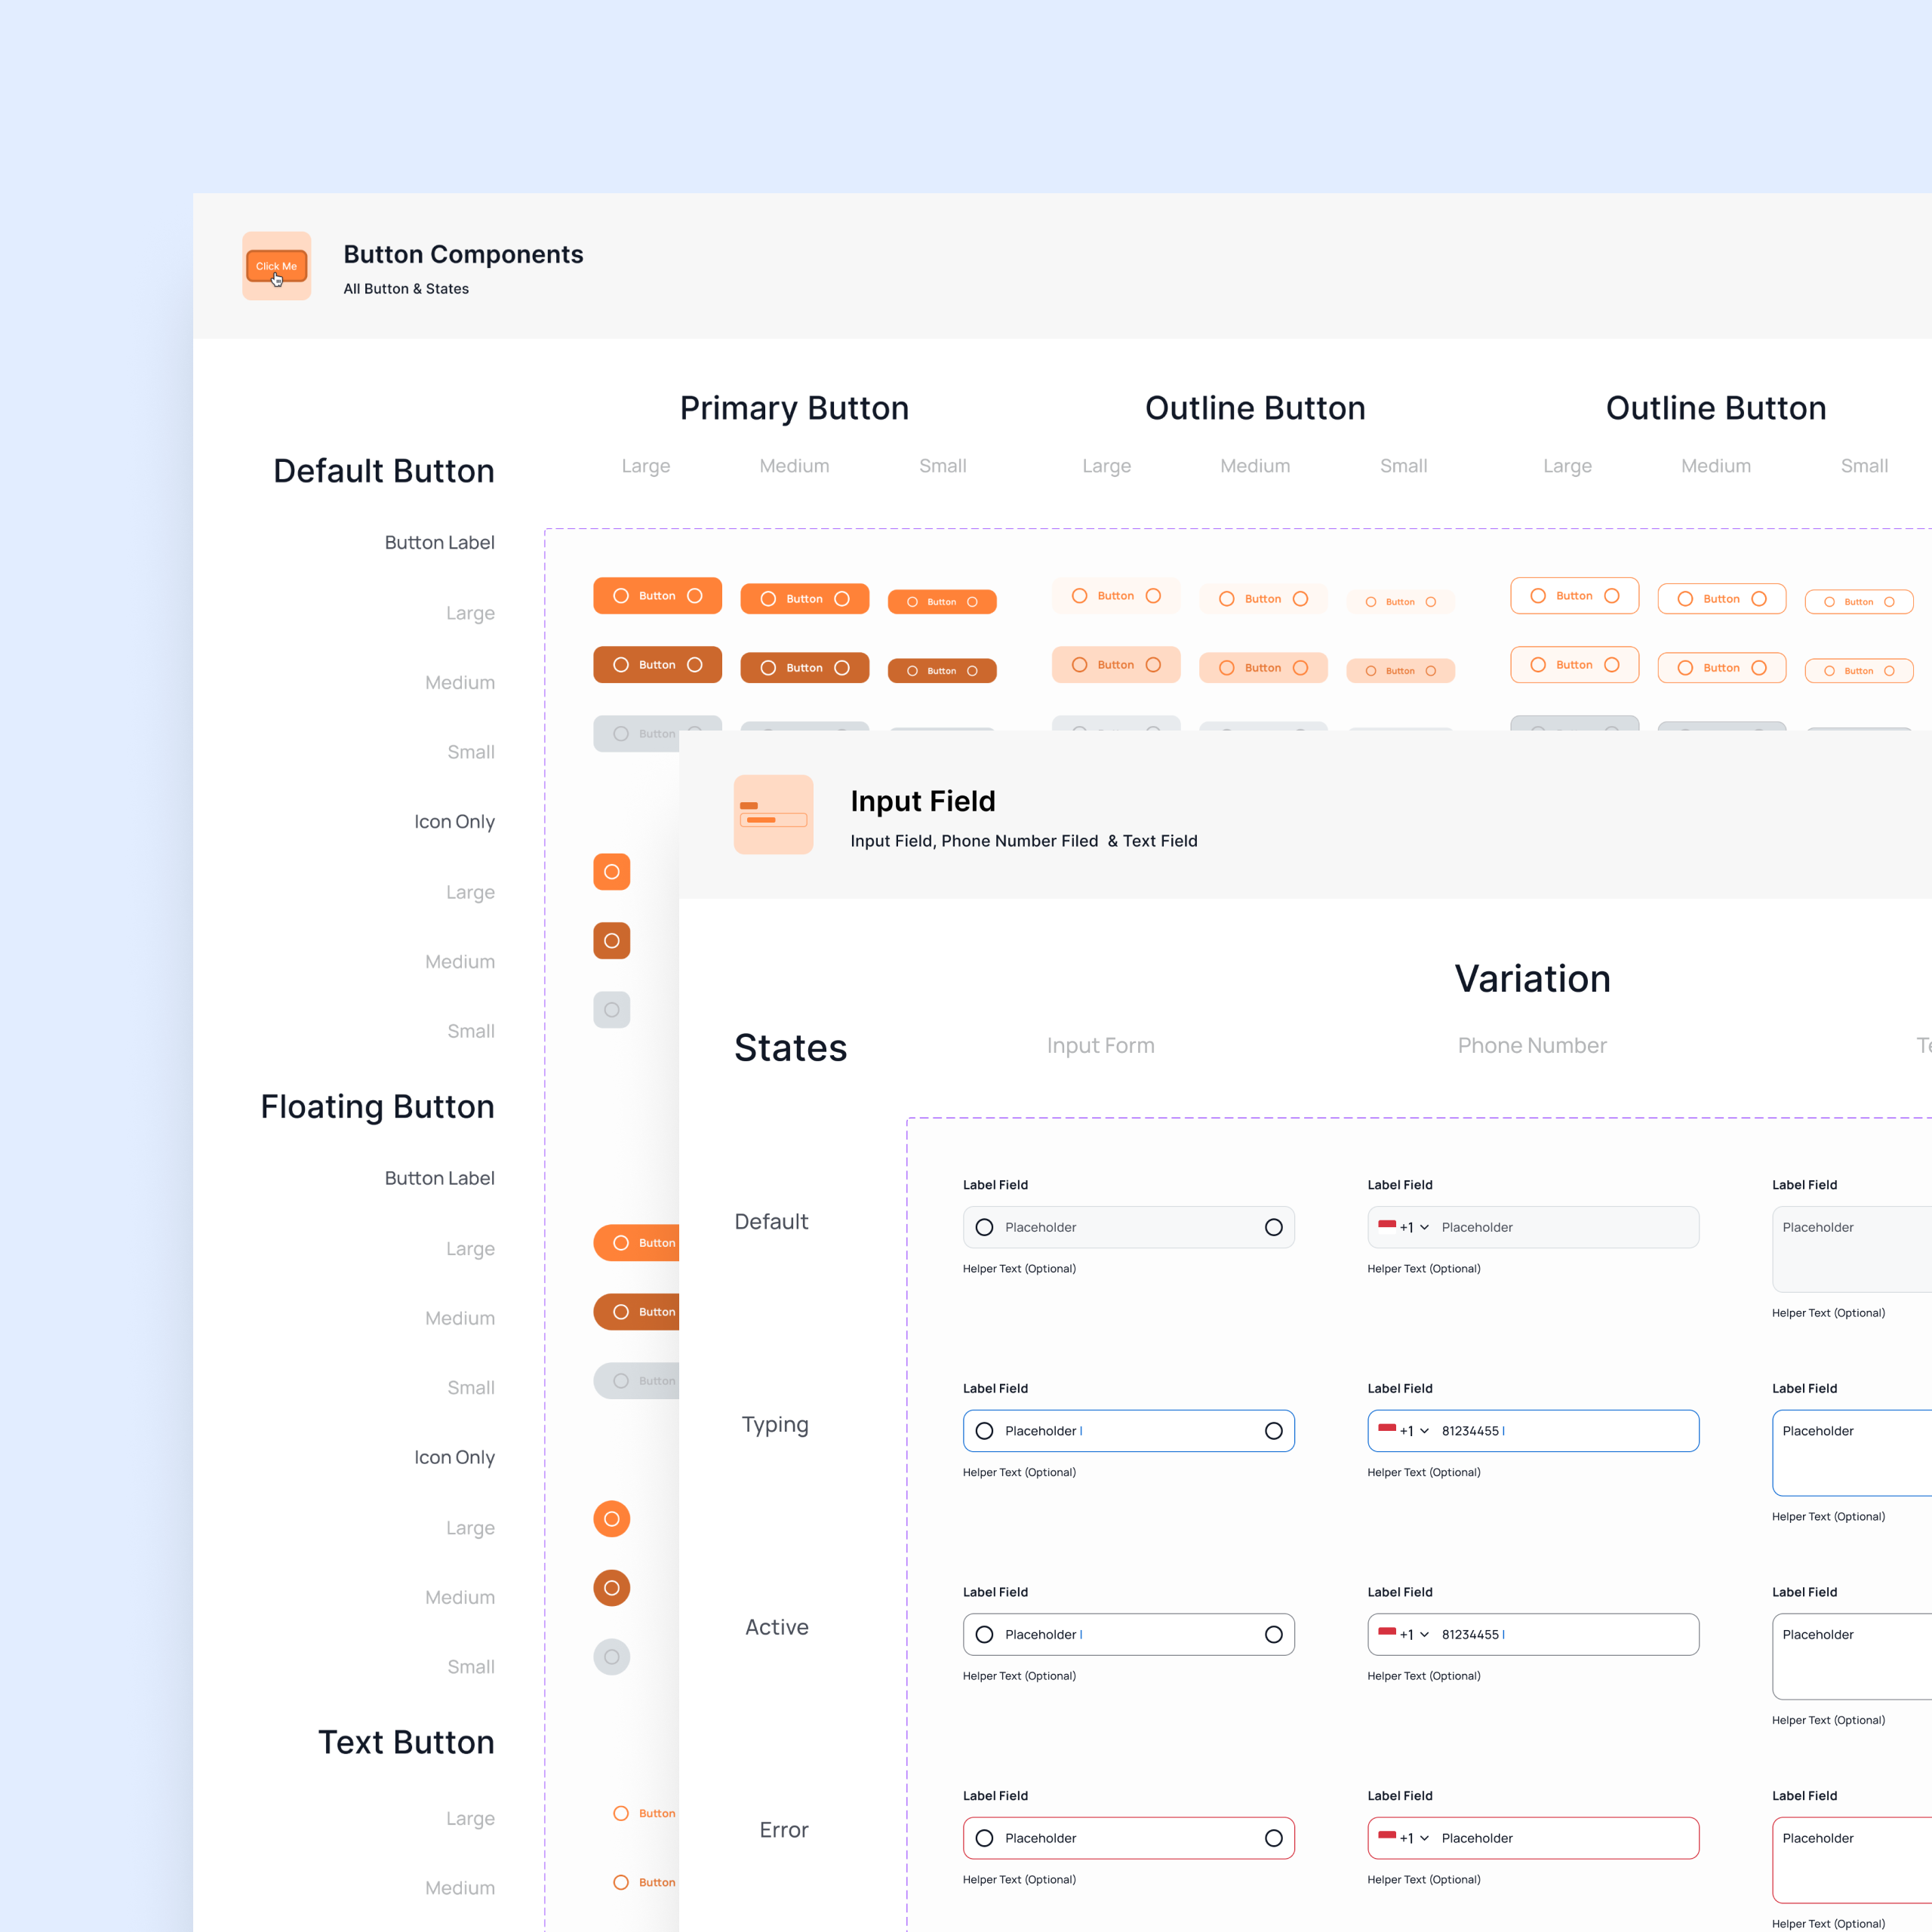 Click Me
Button Components
All Button & States
Primary Button
Outline Button
Outline Button
Default Button
Large
Medium
Small
Large
Medium
Small
Large
Medium
Small
Button Label
Large
Button
Button
Button
Button
Button
Button
Button
Button
Button
Medium
Button
Button
Button
Button
Button
Button
Button
Button
Button
Small
Button
Icon Only
Large
Medium
Small
Floating Button
Button Label
Large
Button
Medium
Button
Small
Button
Icon Only
Large
Medium
Small
Text Button
Large
Button
Medium
Button
Input Field
Input Field, Phone Number Filed & Text Field
Variation
States
Input Form
Phone Number
Default
Label Field
Placeholder
Helper Text (Optional)
Label Field
+1
Placeholder
Helper Text (Optional)
Label Field
Placeholder
Helper Text (Optional)
Typing
Label Field
Placeholder
Helper Text (Optional)
Label Field
+1
81234455
Helper Text (Optional)
Label Field
Placeholder
Helper Text (Optional)
Active
Label Field
Placeholder
Helper Text (Optional)
Label Field
+1
81234455
Helper Text (Optional)
Label Field
Placeholder
Helper Text (Optional)
Error
Label Field
Placeholder
Helper Text (Optional)
Label Field
+1
Placeholder
Helper Text (Optional)
Label Field
Placeholder
Helper Text (Optional)